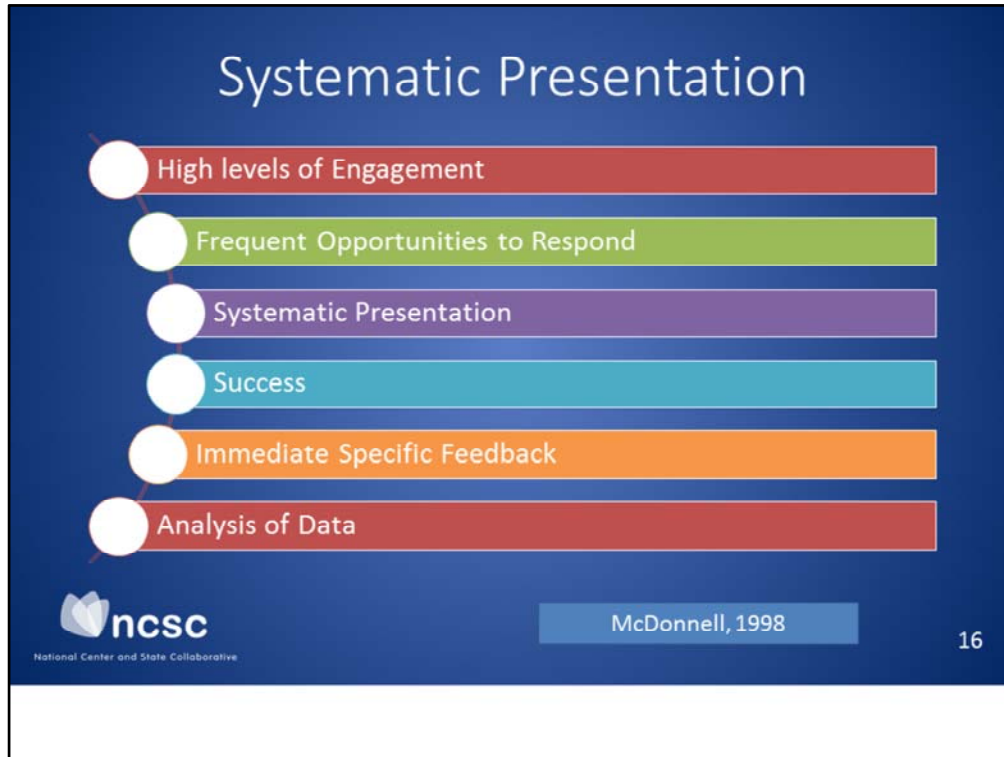 Systematic Presentation
High levels of Engagement
Frequent Opportunities to Respond
Systematic Presentation
Success
Immediate Specific Feedback
Analysis of Data
ncsc
National Center and State Collaborative
McDonnell, 1998
16